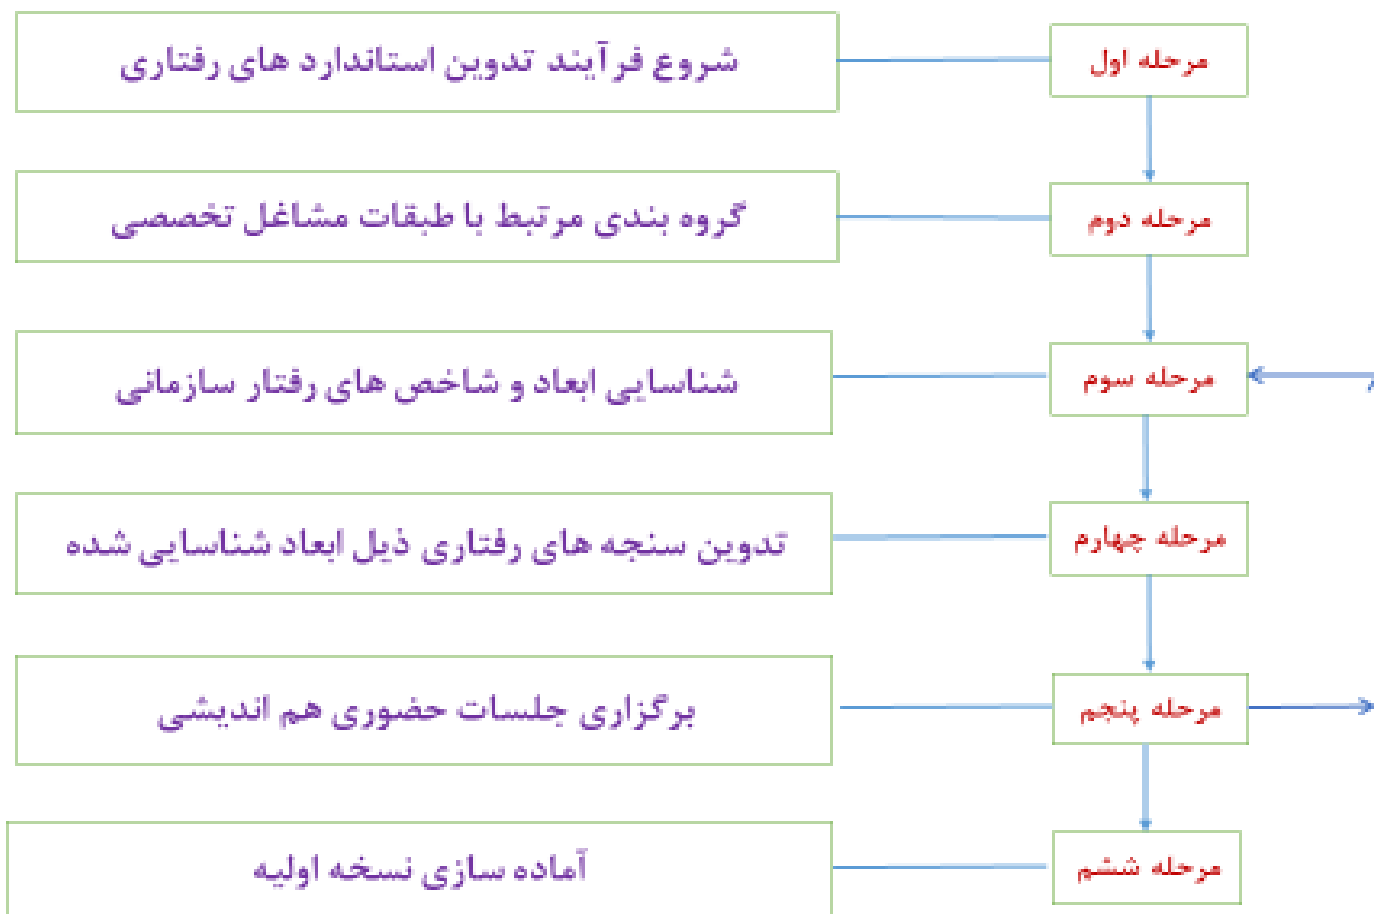 مرحله اول
شروع فرآیند تدوین استاندارد های رفتاری
مرحله دوم
گروه بندی مرتبط با طبقات مشاغل تخصصی
مرحله سوم
شناسایی ابعاد و شاخص های رفتار سازمانی
مرحله چهارم
تدوین سنجه های رفتاری ذیل ابعاد شناسایی شده
مرحله پنجم
برگزاری جلسات حضوری هم اندیشی
مرحله ششم
آماده سازی نسخه اولیه